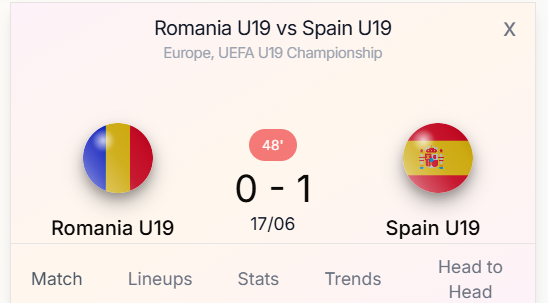 Romania U19 vs Spain U19
X
Europe, UEFA U19 Championship
48'
0 - 1
17/06
Romania U19
Spain U19
Match
Lineups
Stats
Trends
Head to
Head